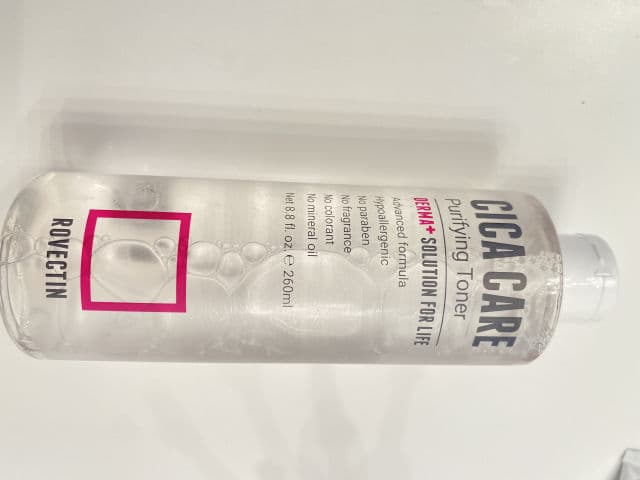 CICA CARE
Purifying Toner
DERMA+ SOLUTION FOR LIFE
Advanced formula
Hypoallergenic
No paraben
No fragrance
No colorant
No mineral oil
Net 8.8 fl. oz ℮ 260ml
ROVECTIN